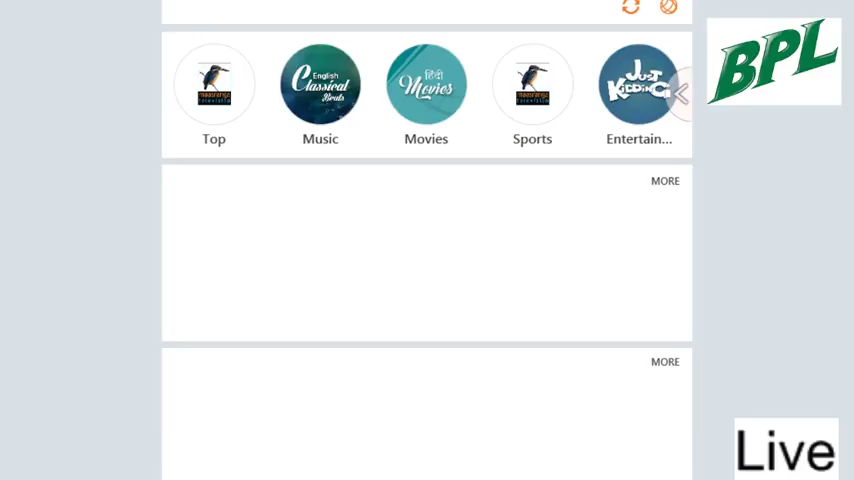 BPL
English
Classical
Beats
हिंदी
Movies
JUST
KIDDING
Top
Music
Movies
Sports
Entertain...
MORE
MORE
Live